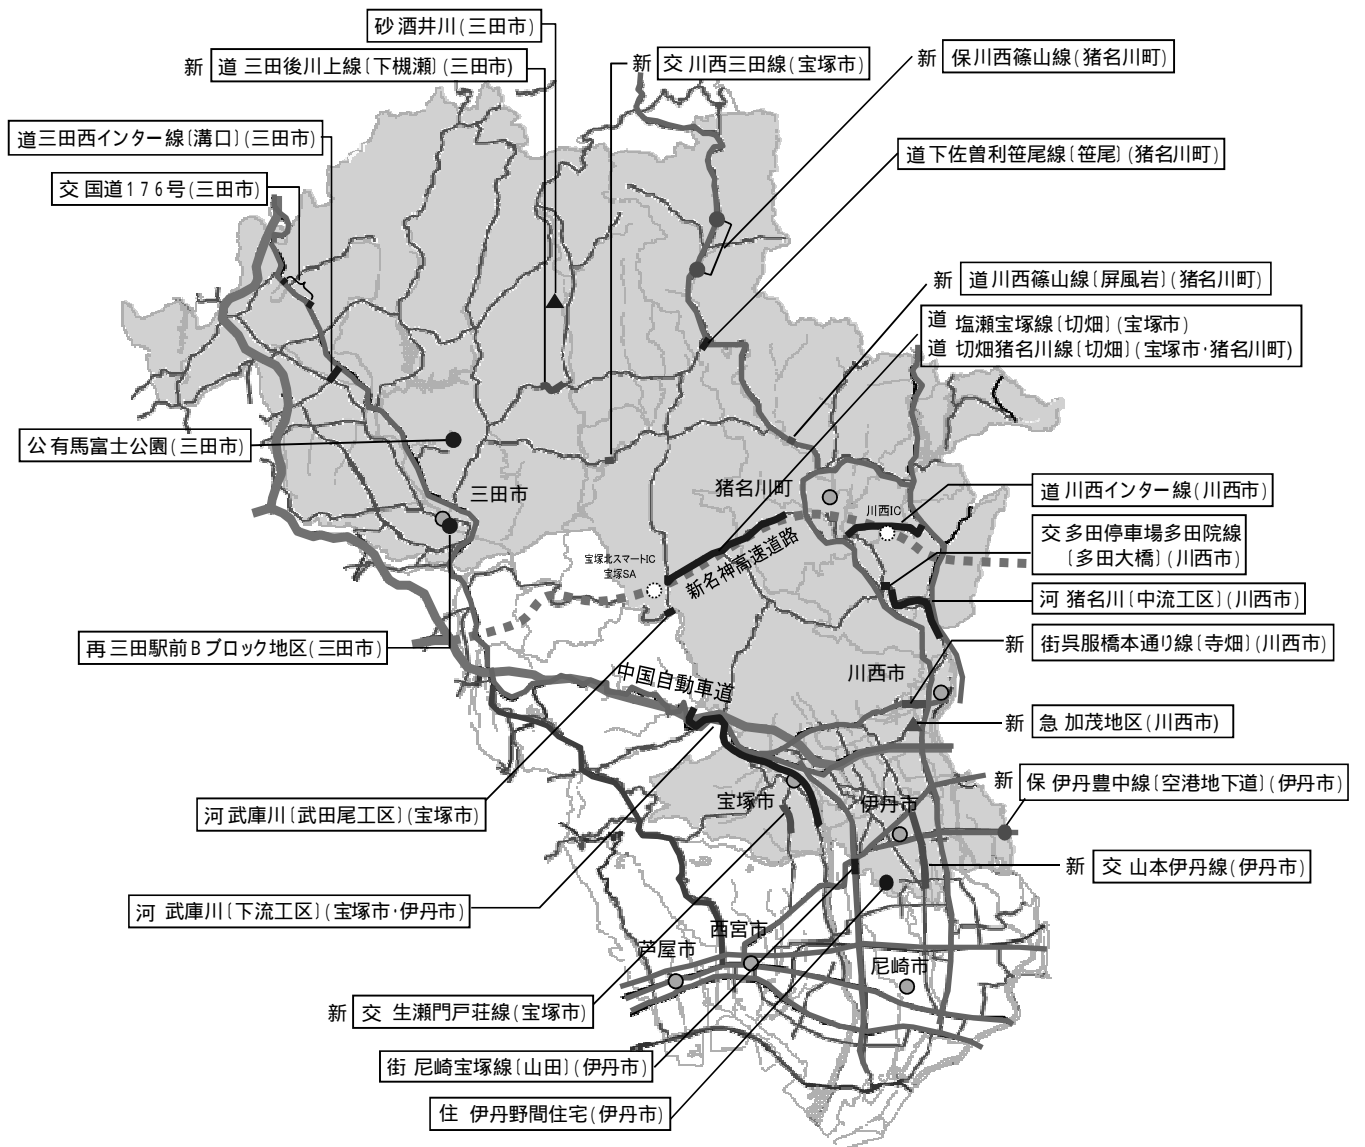 砂 酒井川(三田市)
新 道 三田後川上線〔下槻瀬〕(三田市)
新 交 川西三田線(宝塚市)
新 保川西篠山線(猪名川町)
道三田西インター線〔溝口〕(三田市)
道下佐曽利笹尾線〔笹尾〕(猪名川町)
交 国道176号(三田市)
新 道川西篠山線〔屏風岩〕(猪名川町)
道 塩瀬宝塚線〔切畑〕(宝塚市)
道 切畑猪名川線〔切畑〕(宝塚市・猪名川町)
公有馬富士公園(三田市)
三田市
猪名川町
川西IC
道川西インター線(川西市)
交多田停車場多田院線
〔多田大橋〕(川西市)
宝塚北スマートIC
宝塚SA
新名神高速道路
河 猪名川〔中流工区〕(川西市)
再三田駅前Bブロック地区(三田市)
新 街呉服橋本通り線〔寺畑〕(川西市)
中国自動車道
川西市
新 急 加茂地区(川西市)
新 保 伊丹豊中線〔空港地下道〕(伊丹市)
河武庫川〔武田尾工区〕(宝塚市)
宝塚市
伊丹市
新 交 山本伊丹線(伊丹市)
河 武庫川〔下流工区〕(宝塚市・伊丹市)
西宮市
芦屋市
尼崎市
新 交 生瀬門戸荘線(宝塚市)
街 尼崎宝塚線〔山田〕(伊丹市)
住 伊丹野間住宅(伊丹市)